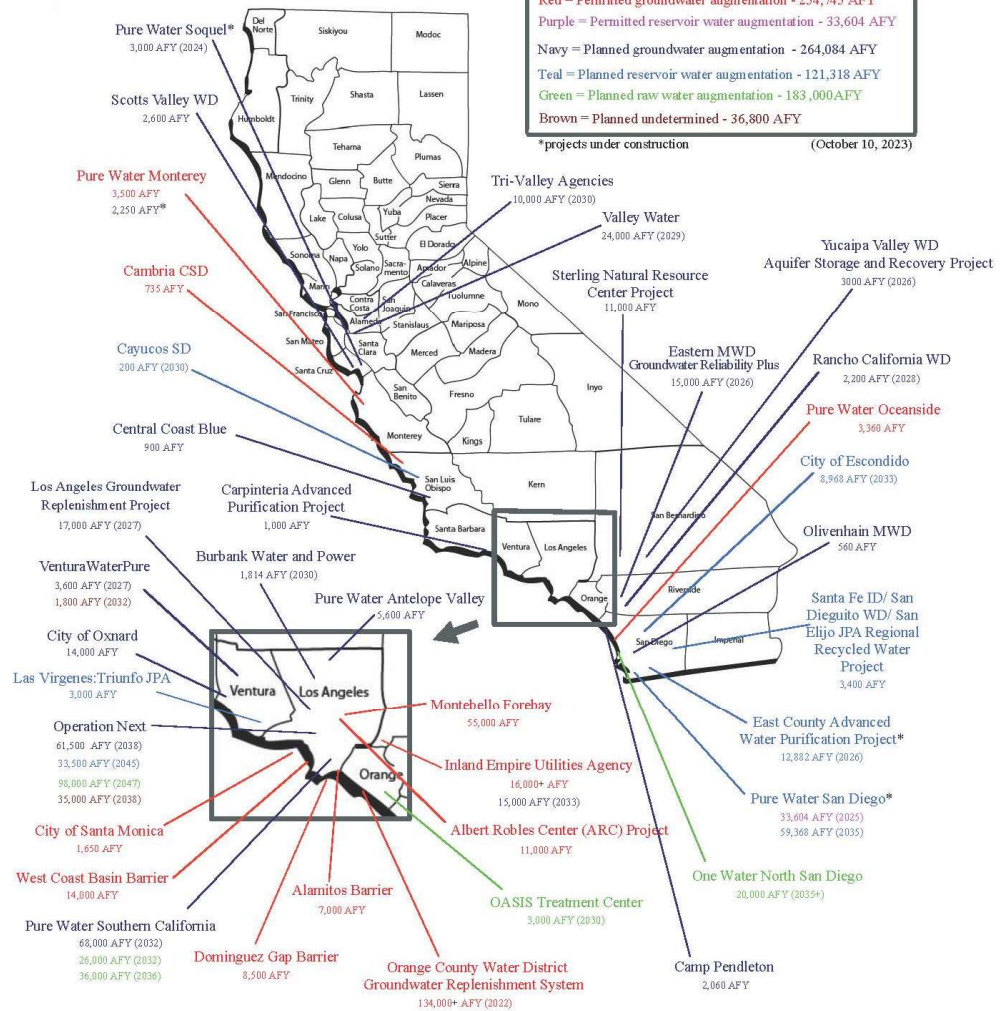 Red = Permitted groundwater augmentation - 254,745 AFY
Purple = Permitted reservoir water augmentation - 33,604 AFY
Navy = Planned groundwater augmentation - 264,084 AFY
Teal = Planned reservoir water augmentation - 121,318 AFY
Green = Planned raw water augmentation - 183,000AFY
Brown = Planned undetermined - 36,800 AFY
*projects under construction
(October 10, 2023)
Pure Water Soquel*
3,000 AFY (2024)
Scotts Valley WD
2,600 AFY
Pure Water Monterey
3,500 AFY
2,250 AFY*
Cambria CSD
735 AFY
Cayucos SD
200 AFY (2030)
Central Coast Blue
900 AFY
Los Angeles Groundwater
Replenishment Project
17,000 AFY (2027)
Carpinteria Advanced
Purification Project
1,000 AFY
Burbank Water and Power
1,814 AFY (2030)
VenturaWaterPure
3,600 AFY (2027)
1,800 AFY (2032)
Pure Water Antelope Valley
5,600 AFY
City of Oxnard
14,000 AFY
Las Virgenes:Triunfo JPA
3,000 AFY
Operation Next
61,500 AFY (2038)
33,500 AFY (2045)
98,000 AFY (2047)
35,000 AFY (2038)
City of Santa Monica
1,650 AFY
West Coast Basin Barrier
14,000 AFY
Pure Water Southern California
68,000 AFY (2032)
26,000 AFY (2032)
36,000 AFY (2036)
Dominguez Gap Barrier
8,500 AFY
Alamitos Barrier
7,000 AFY
Orange County Water District
Groundwater Replenishment System
134,000+ AFY (2022)
Montebello Forebay
55,000 AFY
Inland Empire Utilities Agency
16,000+ AFY
15,000 AFY (2033)
Albert Robles Center (ARC) Project
11,000 AFY
OASIS Treatment Center
3,000 AFY (2030)
Tri-Valley Agencies
10,000 AFY (2030)
Valley Water
24,000 AFY (2029)
Sterling Natural Resource
Center Project
11,000 AFY
Yucaipa Valley WD
Aquifer Storage and Recovery Project
3000 AFY (2026)
Eastern MWD
Groundwater Reliability Plus
15,000 AFY (2026)
Rancho California WD
2,200 AFY (2028)
Pure Water Oceanside
3,360 AFY
City of Escondido
8,968 AFY (2033)
Olivenhain MWD
560 AFY
Santa Fe ID/ San
Dieguito WD/ San
Elijo JPA Regional
Recycled Water
Project
3,400 AFY
East County Advanced
Water Purification Project*
12,882 AFY (2026)
Pure Water San Diego*
33,604 AFY (2025)
59,368 AFY (2035)
One Water North San Diego
20,000 AFY (2035+)
Camp Pendleton
2,060 AFY
Del
Norte
Siskiyou
Modoc
Humboldt
Trinity
Shasta
Lassen
Tehama
Plumas
Mendocino
Glenn
Butte
Sierra
Nevada
Lake
Colusa
Yuba
Placer
Sutter
Sonoma
Napa
Yolo
El Dorado
Solano
Sacra-
mento
Amador
Alpine
Marin
Calaveras
Tuolumne
Contra
Costa
San
Joaquin
Mono
San Francisco
Alameda
Stanislaus
Mariposa
San Mateo
Santa
Clara
Merced
Madera
Santa Cruz
San
Benito
Fresno
Inyo
Monterey
Kings
Tulare
San Luis
Obispo
Kern
San Bernardino
Santa Barbara
Ventura
Los Angeles
Orange
Riverside
San Diego
Imperial
Ventura
Los Angeles
Orange